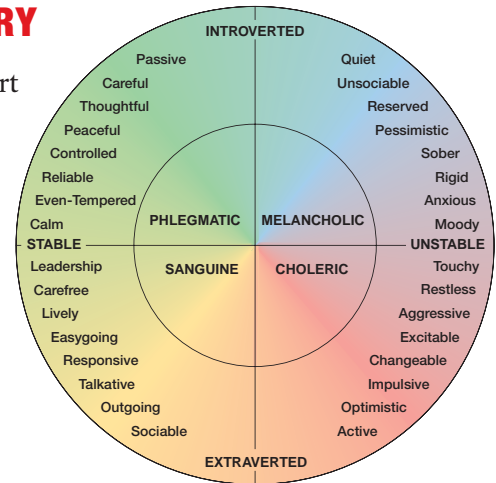 RY
rt
INTROVERTED
Passive
Careful
Thoughtful
Peaceful
Controlled
Reliable
Even-Tempered
Calm
Quiet
Unsociable
Reserved
Pessimistic
Sober
Rigid
Anxious
Moody
PHLEGMATIC
MELANCHOLIC
STABLE
UNSTABLE
SANGUINE
CHOLERIC
Leadership
Carefree
Lively
Easygoing
Responsive
Talkative
Outgoing
Sociable
Touchy
Restless
Aggressive
Excitable
Changeable
Impulsive
Optimistic
Active
EXTRAVERTED